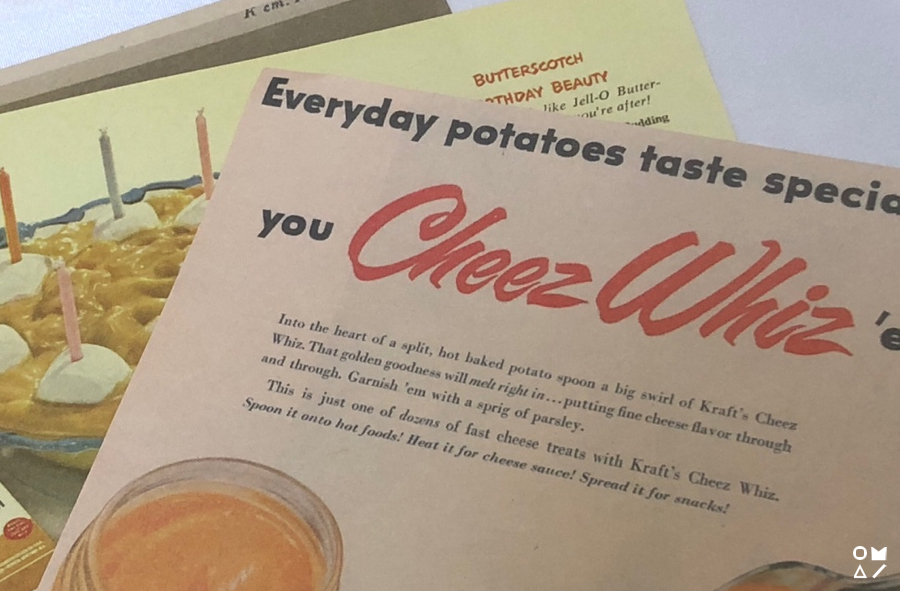 K cm.
BUTTERSCOTCH
BEAUTY
like Jell-O Butter-
you're after!
Everyday potatoes taste
you Cheez Whiz
Into the heart of a split, hot baked potato spoon a big swirl of Kraft's Cheez
Whiz. That golden goodness will melt right in...putting fine cheese flavor through
and through. Garnish 'em with a sprig of parsley.
This is just one of dozens of fast cheese treats with Kraft's Cheez Whiz.
Spoon it onto hot foods! Heat it for cheese sauce! Spread it for snacks!